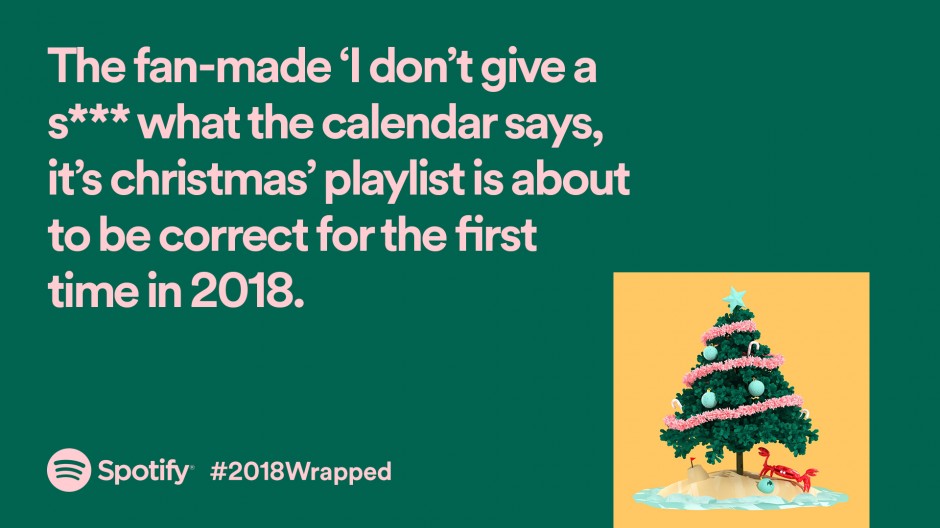 The fan-made ‘I don’t give a
s*** what the calendar says,
it’s christmas’ playlist is about
to be correct for the first
time in 2018.
Spotify® #2018Wrapped